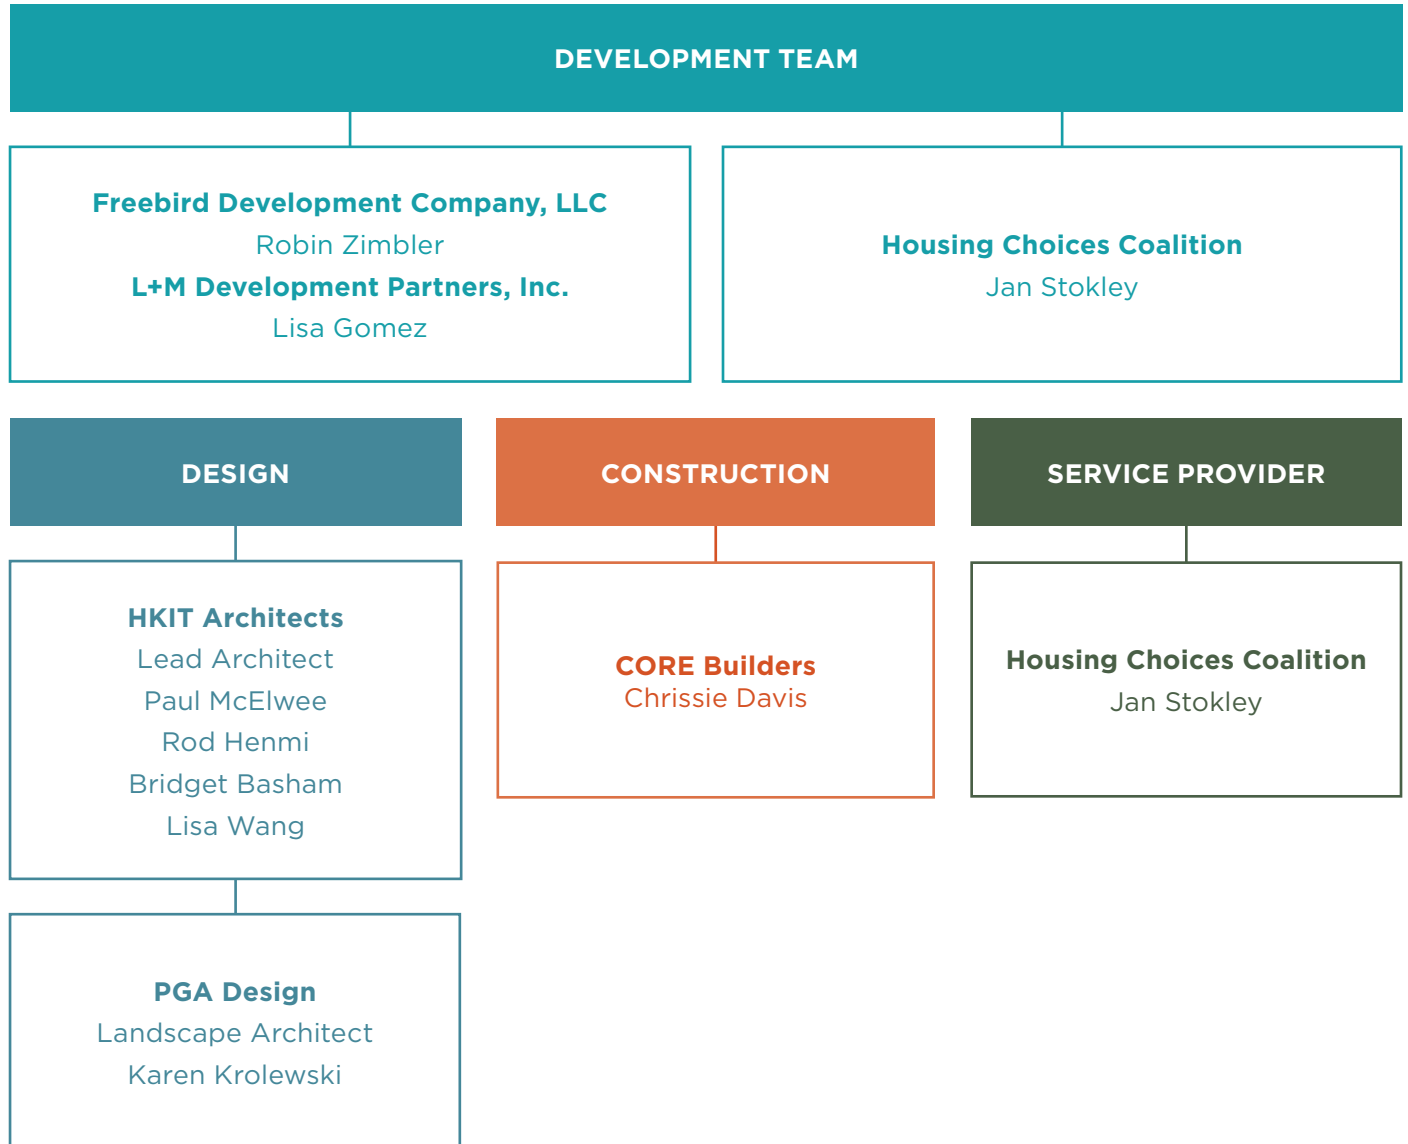 DEVELOPMENT TEAM
Freebird Development Company, LLC
Robin Zimbler
L+M Development Partners, Inc.
Lisa Gomez
Housing Choices Coalition
Jan Stokley
DESIGN
HKIT Architects
Lead Architect
Paul McElwee
Rod Henmi
Bridget Basham
Lisa Wang
PGA Design
Landscape Architect
Karen Krolewski
CONSTRUCTION
CORE Builders
Chrissie Davis
SERVICE PROVIDER
Housing Choices Coalition
Jan Stokley